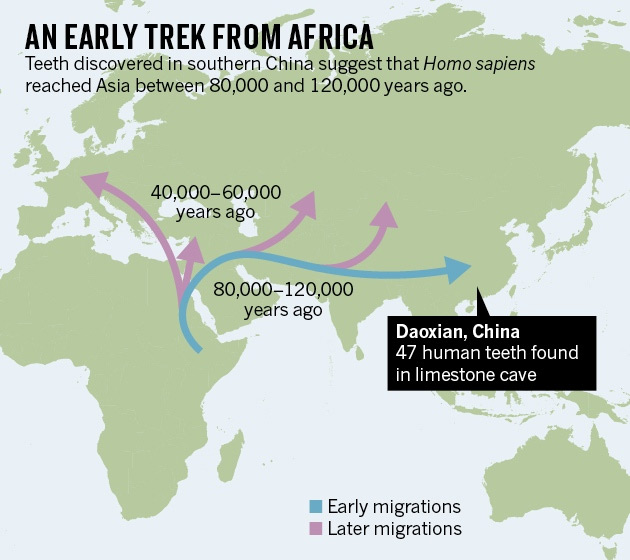 AN EARLY TREK FROM AFRICA
Teeth discovered in southern China suggest that Homo sapiens
reached Asia between 80,000 and 120,000 years ago.
40,000–60,000
years ago
80,000–120,000
years ago
Daoxian, China
47 human teeth found
in limestone cave
Early migrations
Later migrations